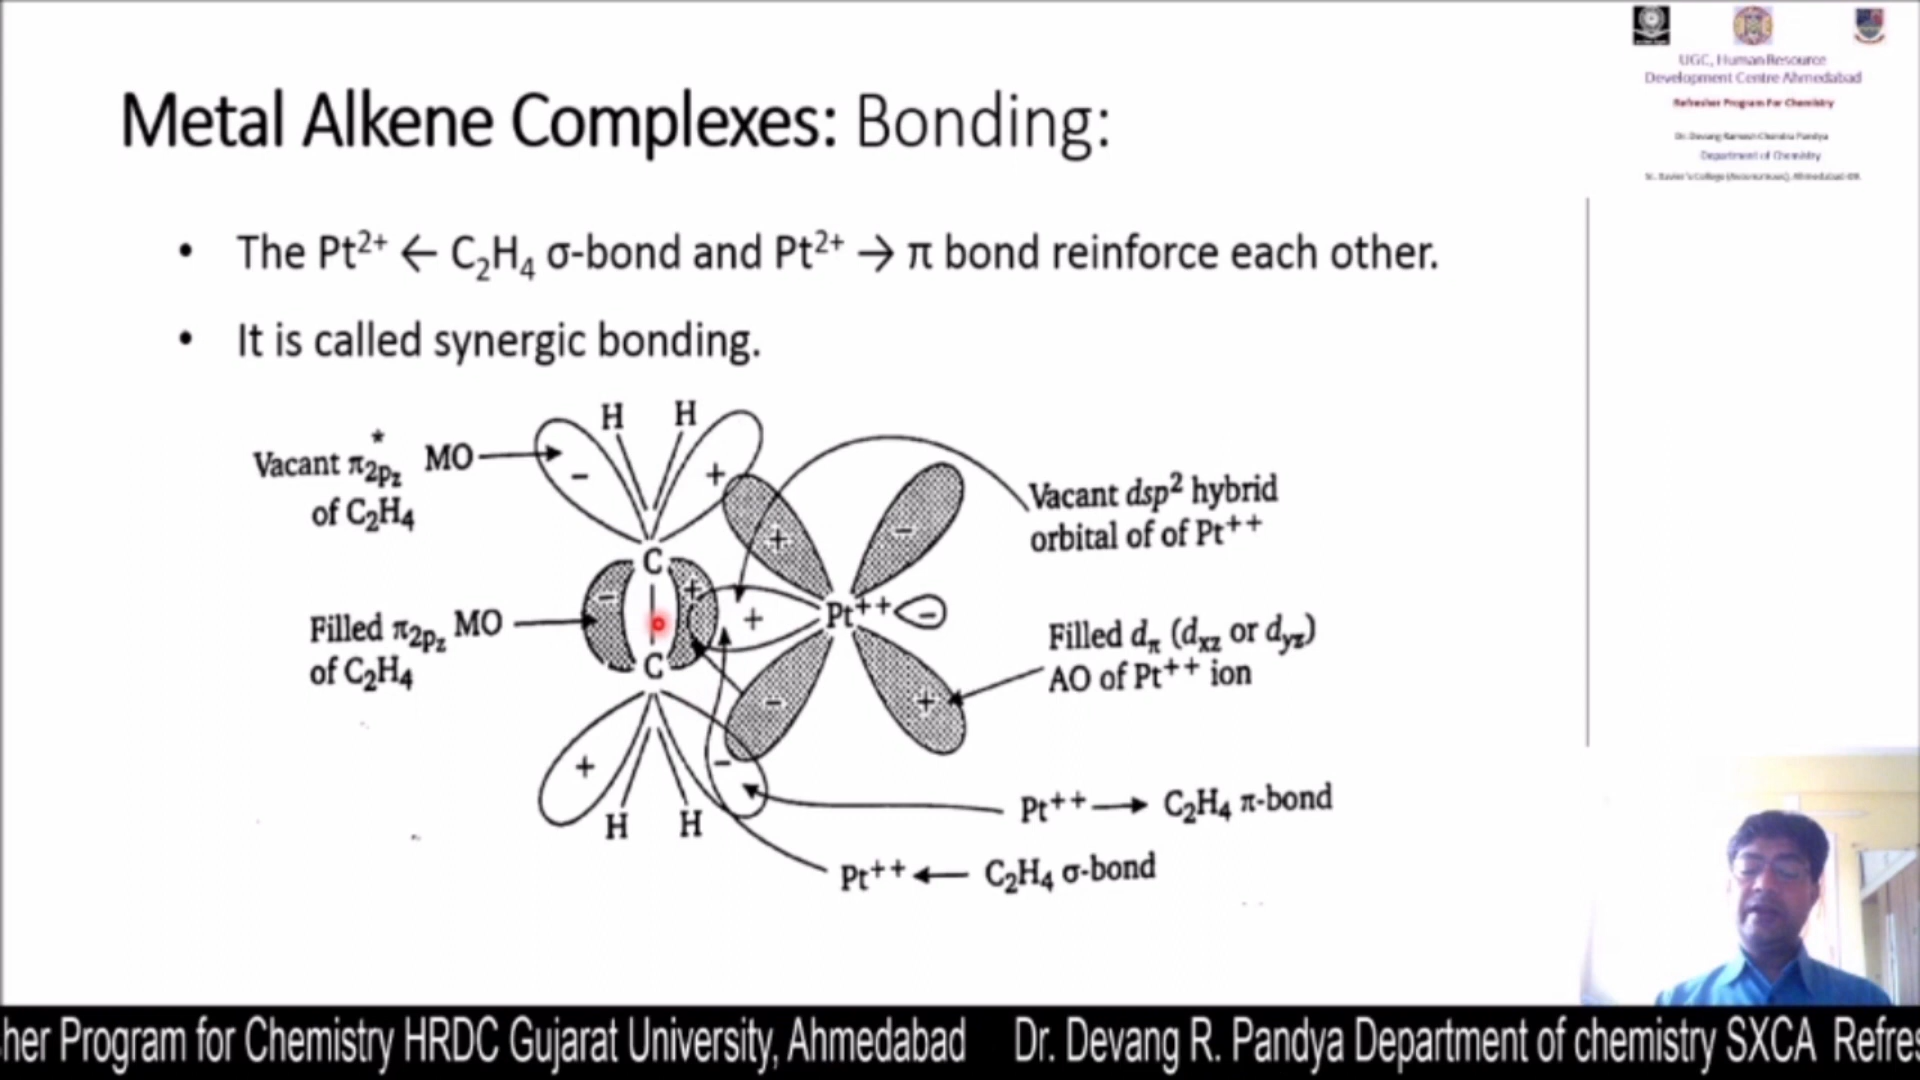 UGC, Human Resource
Development Centre Ahmedabad
Refresher Program For Chemistry
Dr. Devang Ramesh Chandra Pandya
Department of Chemistry
St. Xavier's College (Autonomous), Ahmedabad-09.
Metal Alkene Complexes: Bonding:
• The Pt²⁺ ← C₂H₄ σ-bond and Pt²⁺ → π bond reinforce each other.
• It is called synergic bonding.
H H
Vacant π*2pz MO
of C₂H₄
− +
+ −
Vacant dsp² hybrid
orbital of of Pt⁺⁺
C
− +
+ Pt⁺⁺ −
Filled π2pz MO
of C₂H₄
C
Filled dπ (dxz or dyz)
AO of Pt⁺⁺ ion
− +
+ −
H H
Pt⁺⁺ → C₂H₄ π-bond
Pt⁺⁺ ← C₂H₄ σ-bond
her Program for Chemistry HRDC Gujarat University, Ahmedabad Dr. Devang R. Pandya Department of chemistry SXCA Refres